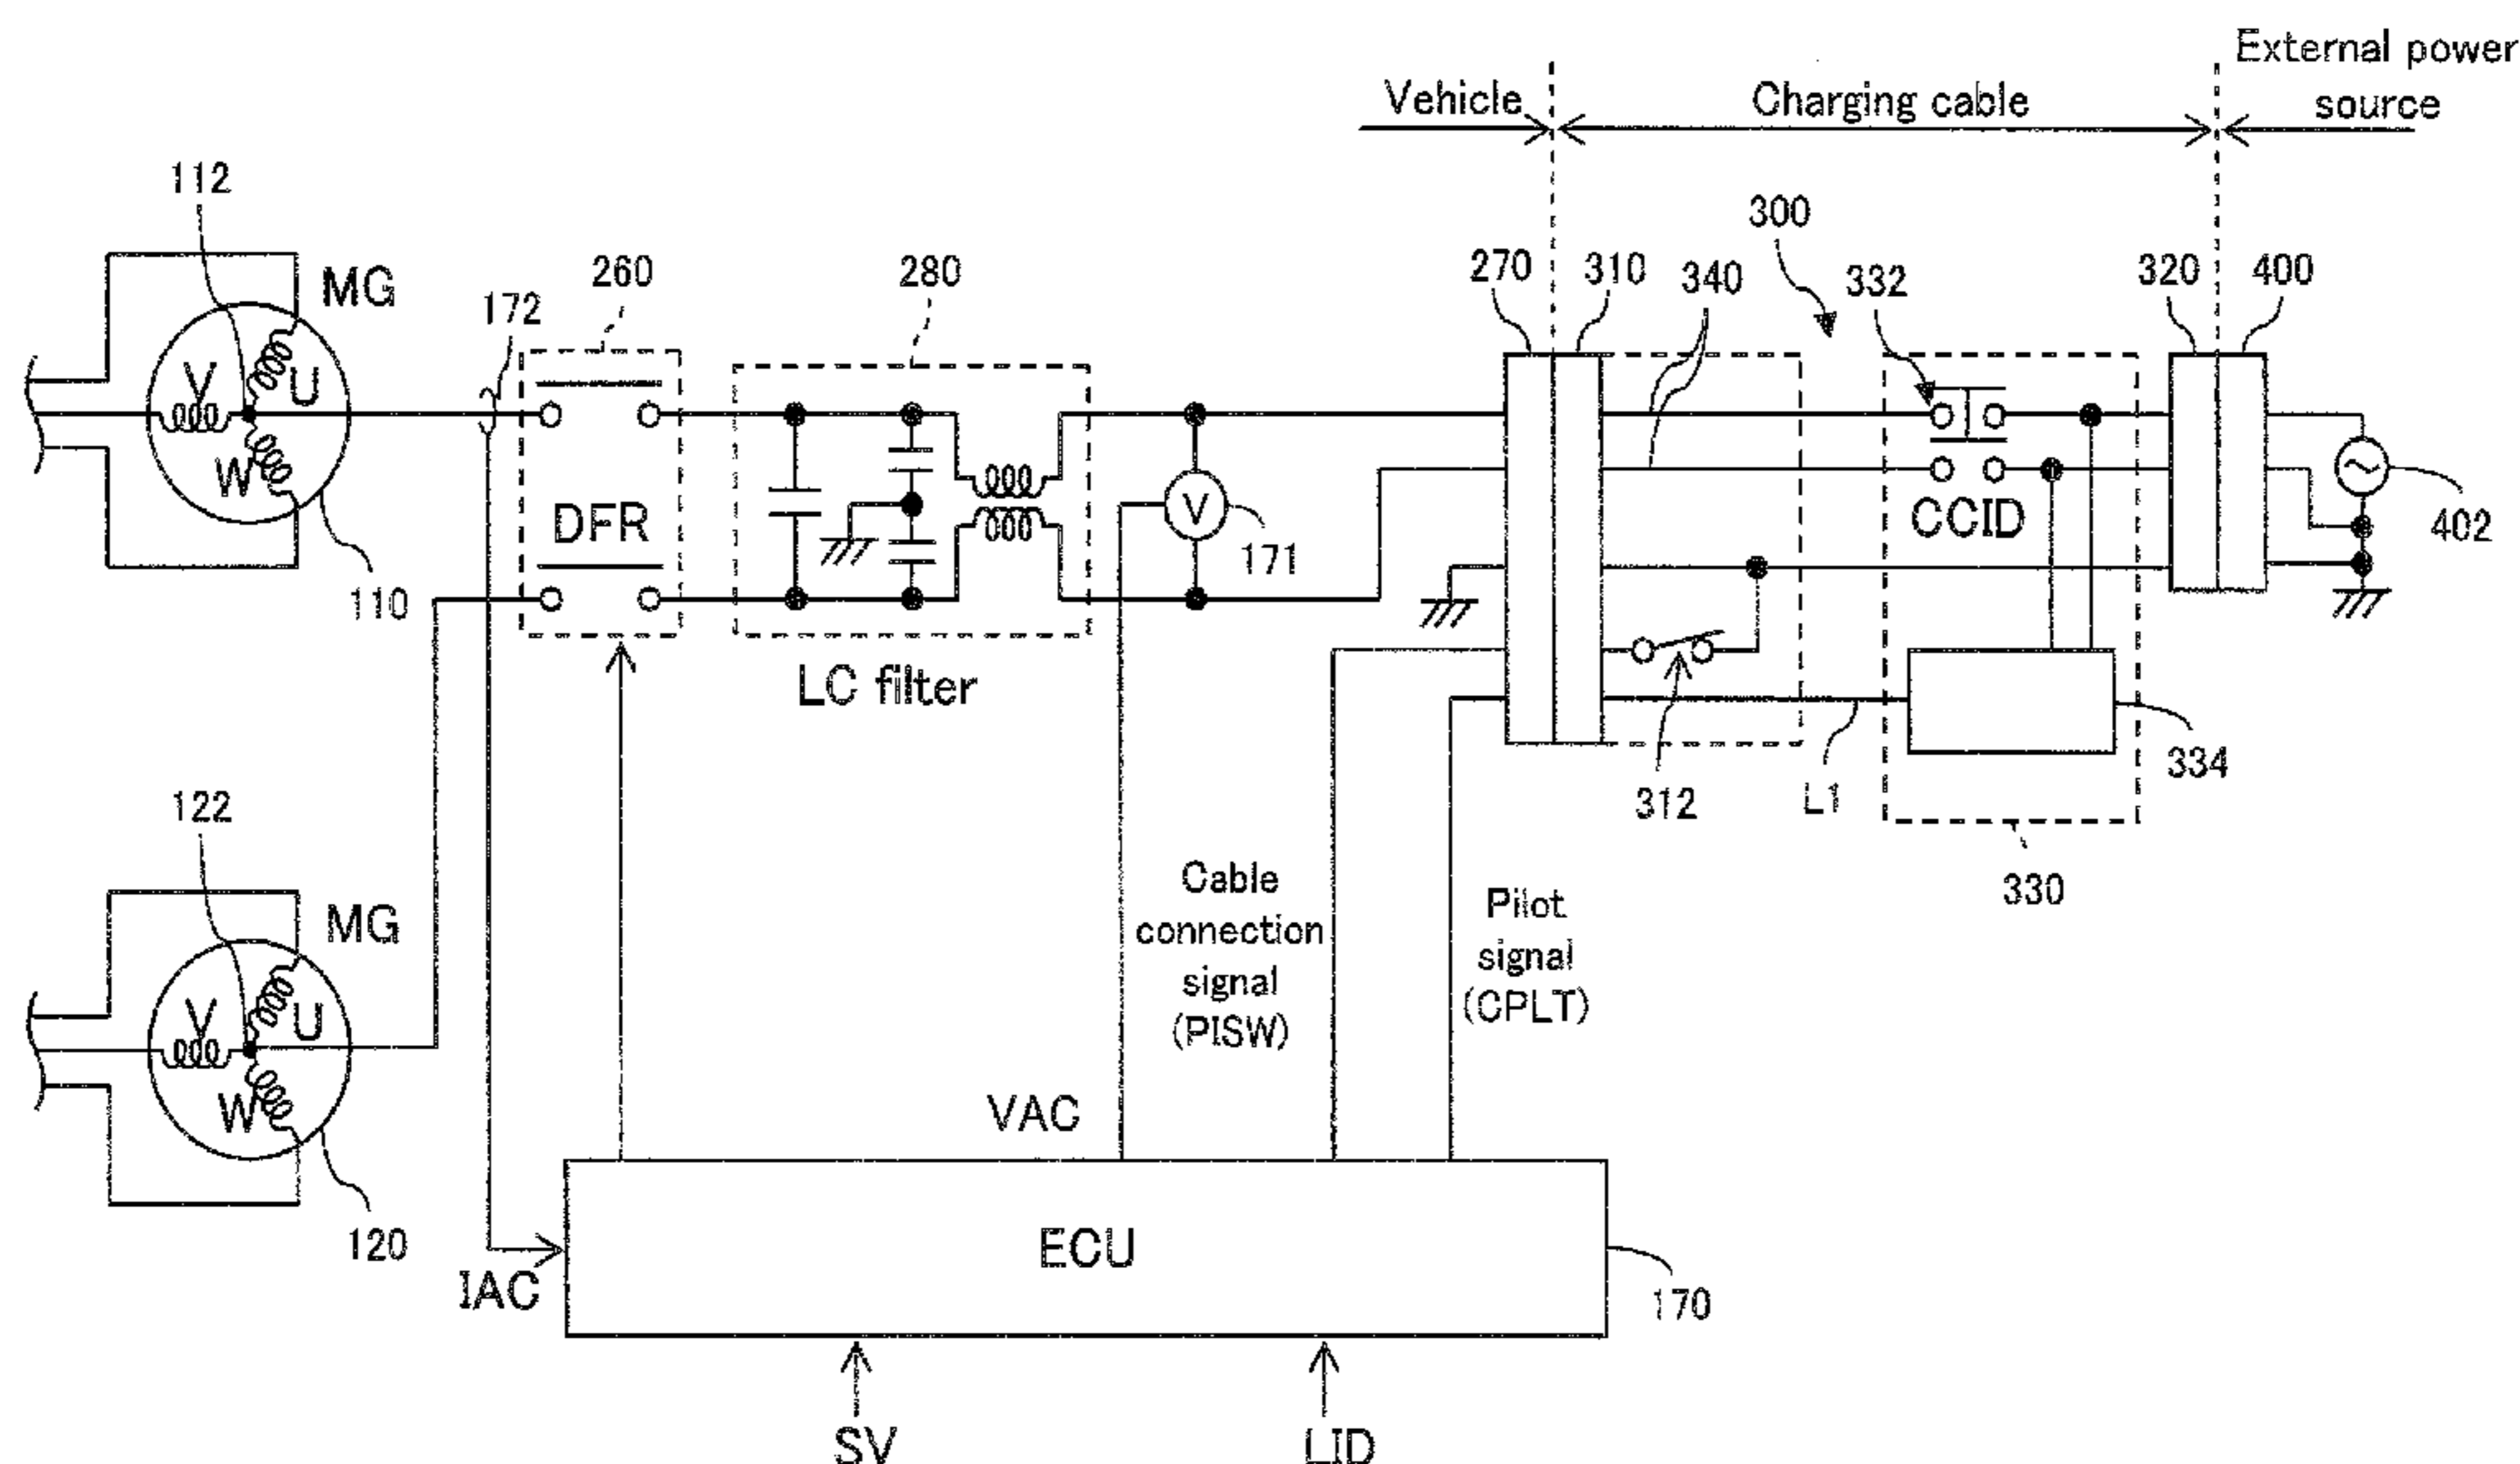 External power
source
Vehicle
Charging cable
112
300
MG
172
260
280
270
310
340
332
320
400
V
U
W
DFR
V
171
CCID
402
110
LC filter
312
L1
334
330
122
MG
V
U
W
120
Cable
connection
signal
(PISW)
Pilot
signal
(CPLT)
VAC
ECU
IAC
170
SV
LID